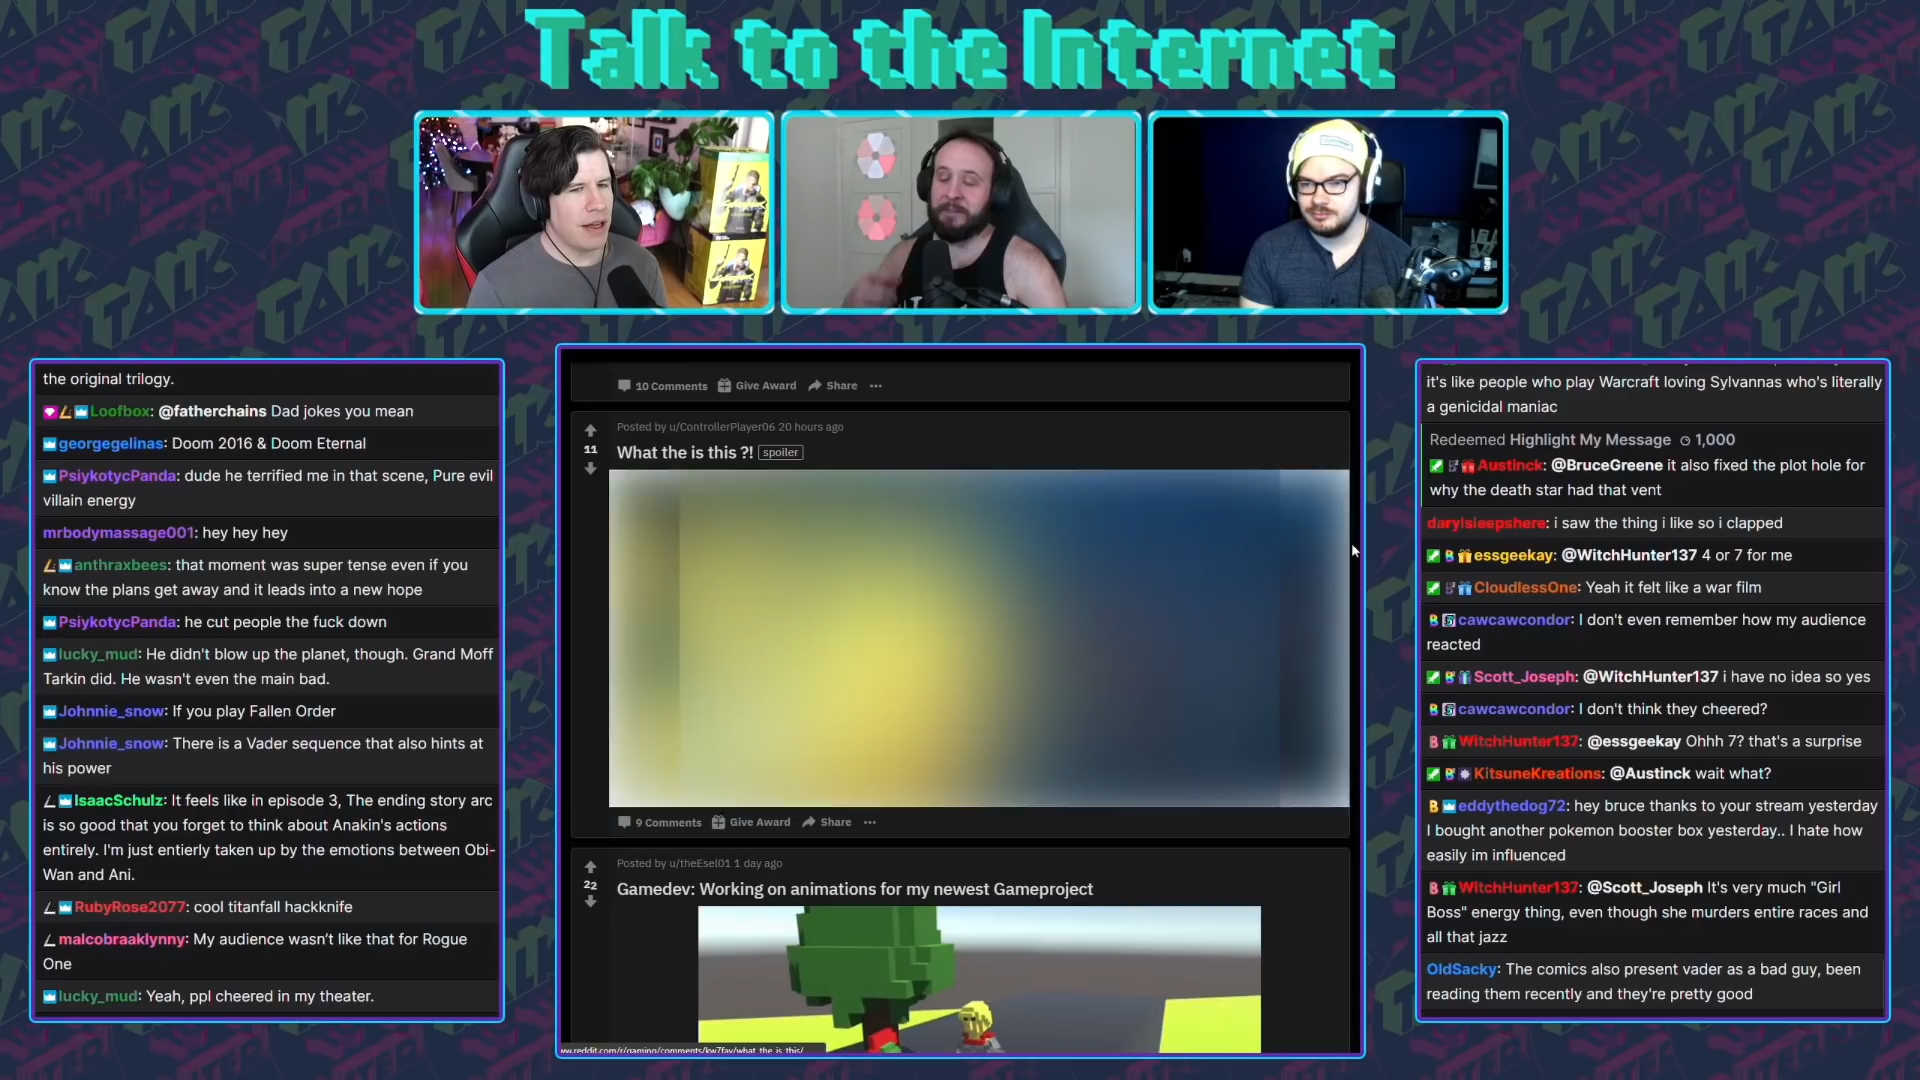 Talk to the Internet
the original trilogy.
Loofbox: @fatherchains Dad jokes you mean
georgegelinas: Doom 2016 & Doom Eternal
PsiykotycPanda: dude he terrified me in that scene, Pure evil
villain energy
mrbodymassage001: hey hey hey
anthraxbees: that moment was super tense even if you
know the plans get away and it leads into a new hope
PsiykotycPanda: he cut people the fuck down
lucky_mud: He didn't blow up the planet, though. Grand Moff
Tarkin did. He wasn't even the main bad.
Johnnie_snow: If you play Fallen Order
Johnnie_snow: There is a Vader sequence that also hints at
his power
IsaacSchulz: It feels like in episode 3, The ending story arc
is so good that you forget to think about Anakin's actions
entirely. I'm just entierly taken up by the emotions between Obi-
Wan and Ani.
RubyRose2077: cool titanfall hackknife
malcobraaklynny: My audience wasn't like that for Rogue
One
lucky_mud: Yeah, ppl cheered in my theater.
10 Comments Give Award Share ...
Posted by u/ControllerPlayer06 20 hours ago
11
What the is this ?! spoiler
9 Comments Give Award Share ...
Posted by u/theEsel01 1 day ago
22
Gamedev: Working on animations for my newest Gameproject
ww.reddit.com/r/gaming/comments/kw7fav/what_the_is_this/
it's like people who play Warcraft loving Sylvannas who's literally
a genicidal maniac
Redeemed Highlight My Message 1,000
Austinck: @BruceGreene it also fixed the plot hole for
why the death star had that vent
darylsleepshere: i saw the thing i like so i clapped
essgeekay: @WitchHunter137 4 or 7 for me
CloudlessOne: Yeah it felt like a war film
cawcawcondor: I don't even remember how my audience
reacted
Scott_Joseph: @WitchHunter137 i have no idea so yes
cawcawcondor: I don't think they cheered?
WitchHunter137: @essgeekay Ohhh 7? that's a surprise
KitsuneKreations: @Austinck wait what?
eddythedog72: hey bruce thanks to your stream yesterday
I bought another pokemon booster box yesterday.. I hate how
easily im influenced
WitchHunter137: @Scott_Joseph It's very much "Girl
Boss" energy thing, even though she murders entire races and
all that jazz
OldSacky: The comics also present vader as a bad guy, been
reading them recently and they're pretty good